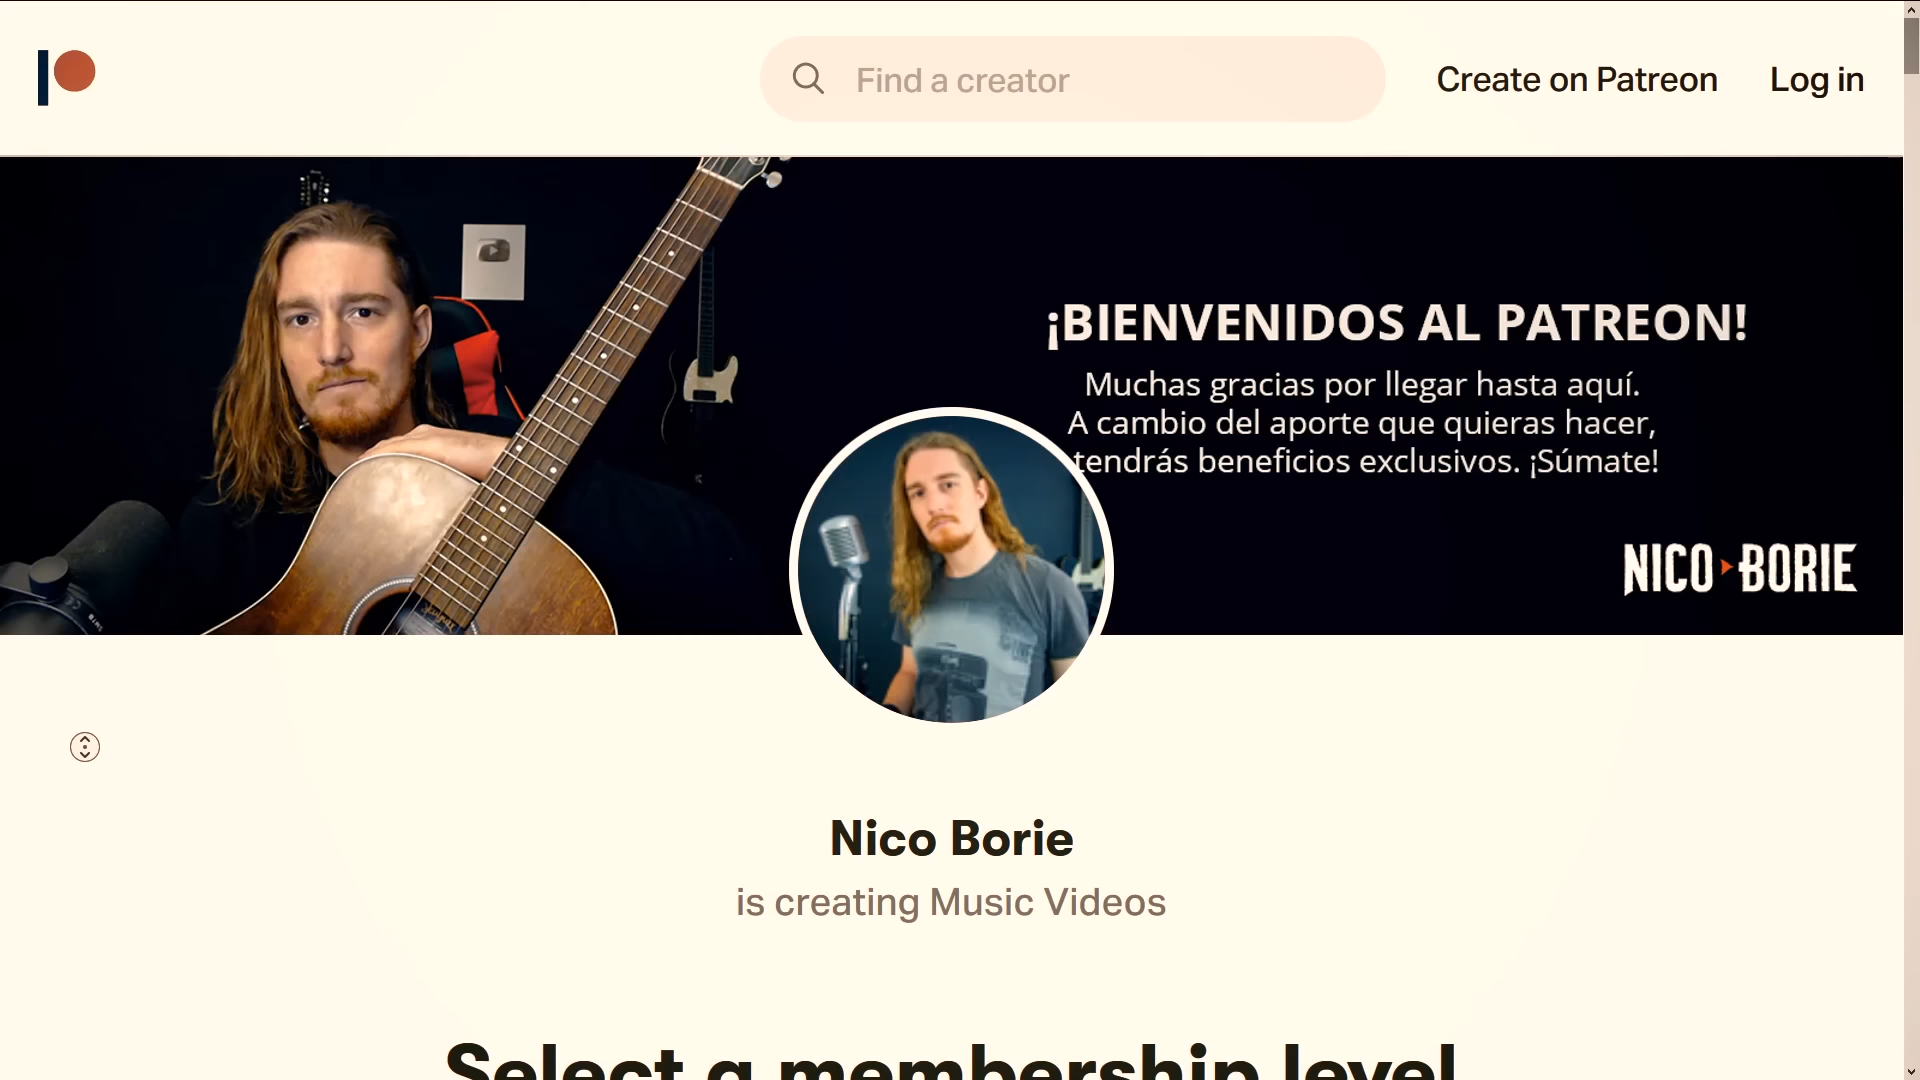 Find a creator
Create on Patreon
Log in
¡BIENVENIDOS AL PATREON!
Muchas gracias por llegar hasta aquí.
A cambio del aporte que quieras hacer,
tendrás beneficios exclusivos. ¡Súmate!
NICO BORIE
Nico Borie
is creating Music Videos
Select a membership level